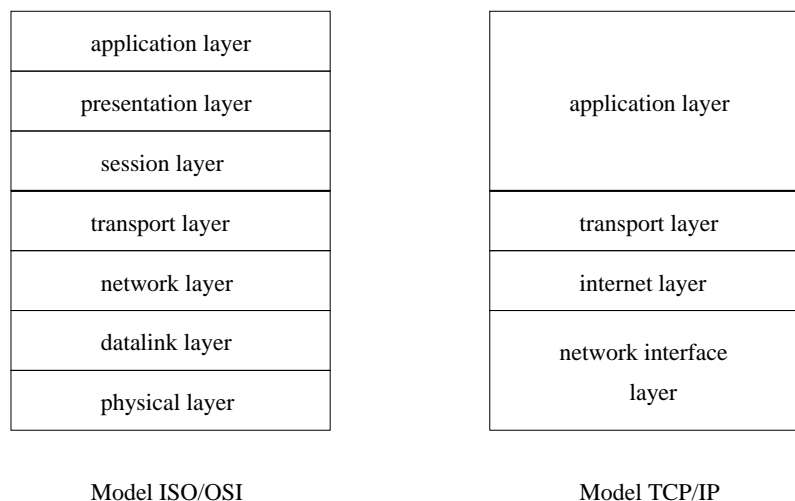 application layer
presentation layer
session layer
transport layer
network layer
datalink layer
physical layer
Model ISO/OSI
application layer
transport layer
internet layer
network interface
layer
Model TCP/IP